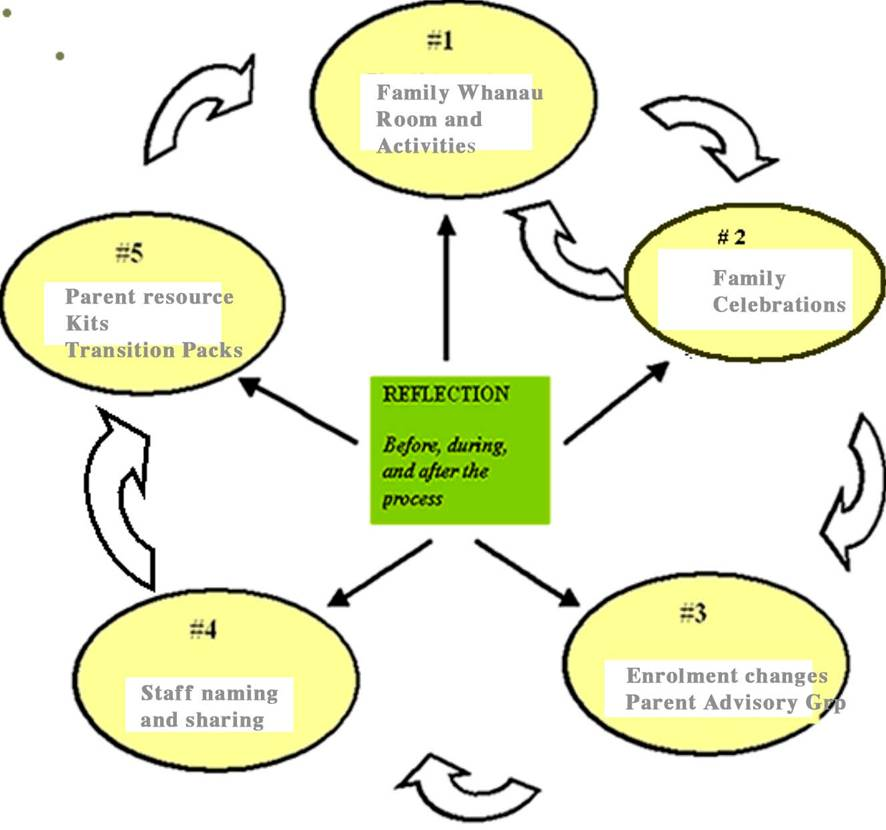 #1
Family Whanau
Room and
Activities
# 2
Family
Celebrations
#5
Parent resource
Kits
Transition Packs
REFLECTION
Before, during,
and after the
process
#3
Enrolment changes
Parent Advisory Grp
#4
Staff naming
and sharing